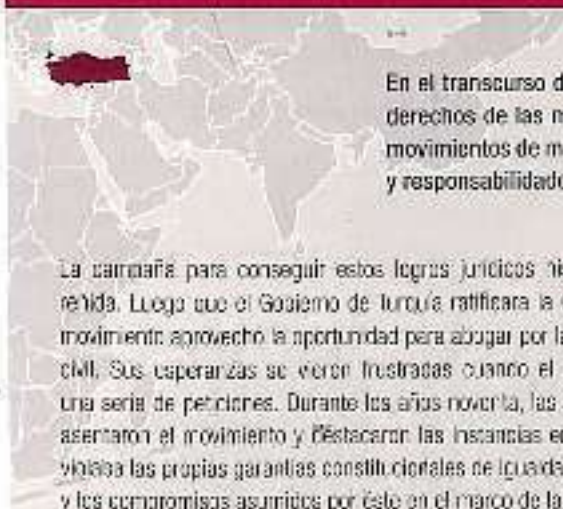 En el transcurso d
derechos de las m
movimientos de m
y responsabilidade
La campaña para conseguir estos logros jurídicos
reñida. Luego que el Gobierno de Turquía ratificara la
movimiento aprovechó la oportunidad para abogar por la
civil. Sus esperanzas se vieron frustradas cuando el
una serie de peticiones. Durante los años noventa, las
asentaron el movimiento y destacaron las instancias e
violaba las propias garantías constitucionales de igualda
y los compromisos asumidos por éste en el marco de la